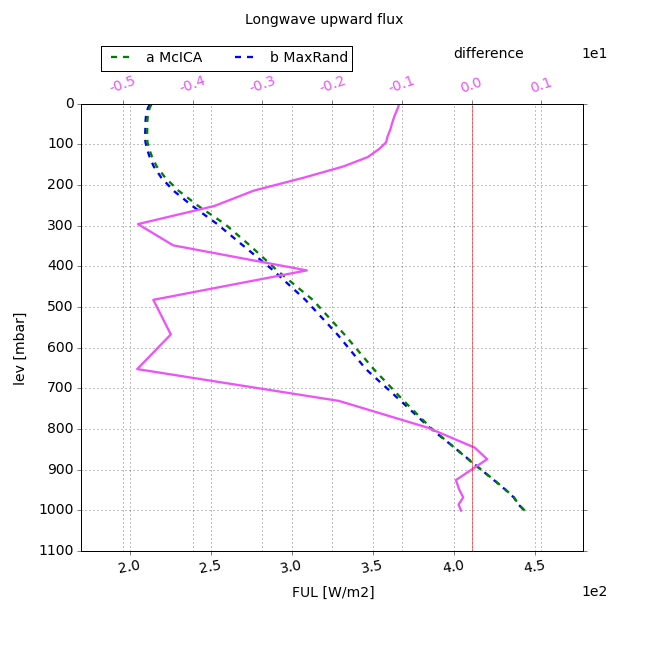 Longwave upward flux
a McICA b MaxRand
difference 1e1
-0.5 -0.4 -0.3 -0.2 -0.1 0.0 0.1
0
100
200
300
400
500
600
700
800
900
1000
1100
lev [mbar]
2.0 2.5 3.0 3.5 4.0 4.5
FUL [W/m2] 1e2